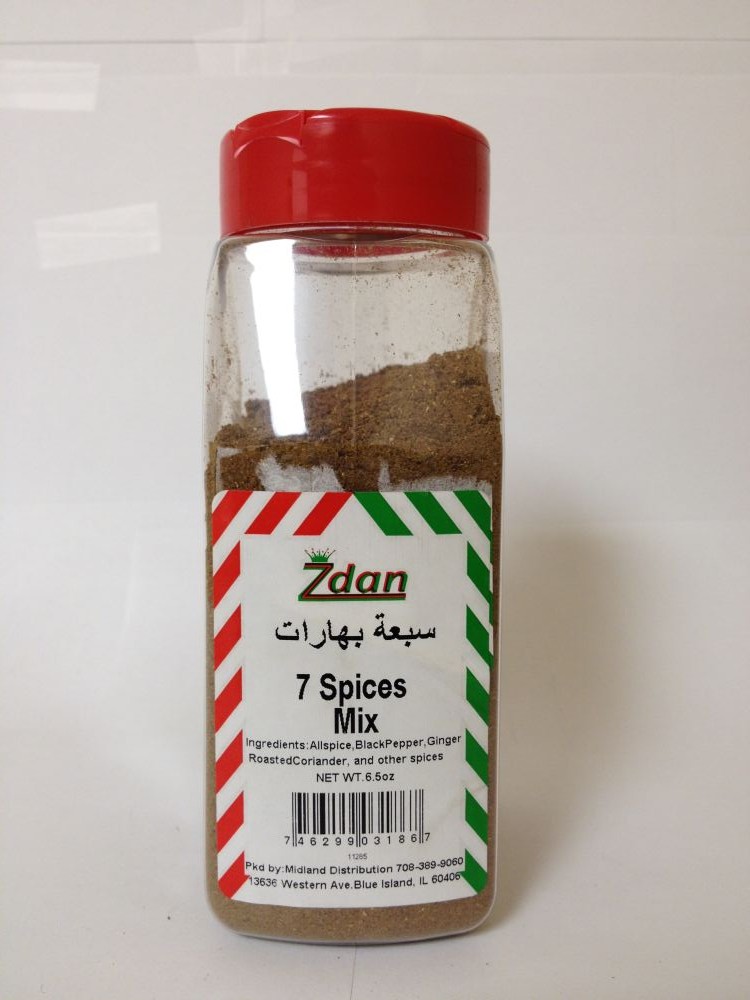 Zdan
سبعة بهارات
7 Spices
Mix
Ingredients:Allspice,BlackPepper,Ginger
RoastedCoriander, and other spices
NET WT.6.5oz
7 46299 03186 7
11285
Pkd by:Midland Distribution 708-389-9060
13636 Western Ave.Blue Island, IL 60406